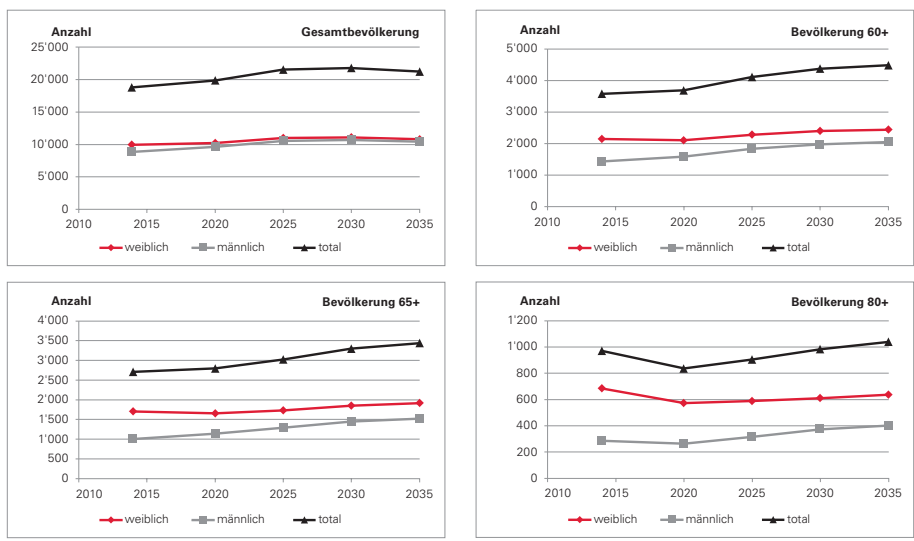 Anzahl Gesamtbevölkerung
25'000
20'000
15'000
10'000
5'000
0
2010 2015 2020 2025 2030 2035
weiblich männlich total
Anzahl Bevölkerung 60+
5'000
4'000
3'000
2'000
1'000
0
2010 2015 2020 2025 2030 2035
weiblich männlich total
Anzahl Bevölkerung 65+
4'000
3'500
3'000
2'500
2'000
1'500
1'000
500
0
2010 2015 2020 2025 2030 2035
weiblich männlich total
Anzahl Bevölkerung 80+
1'200
1'000
800
600
400
200
0
2010 2015 2020 2025 2030 2035
weiblich männlich total